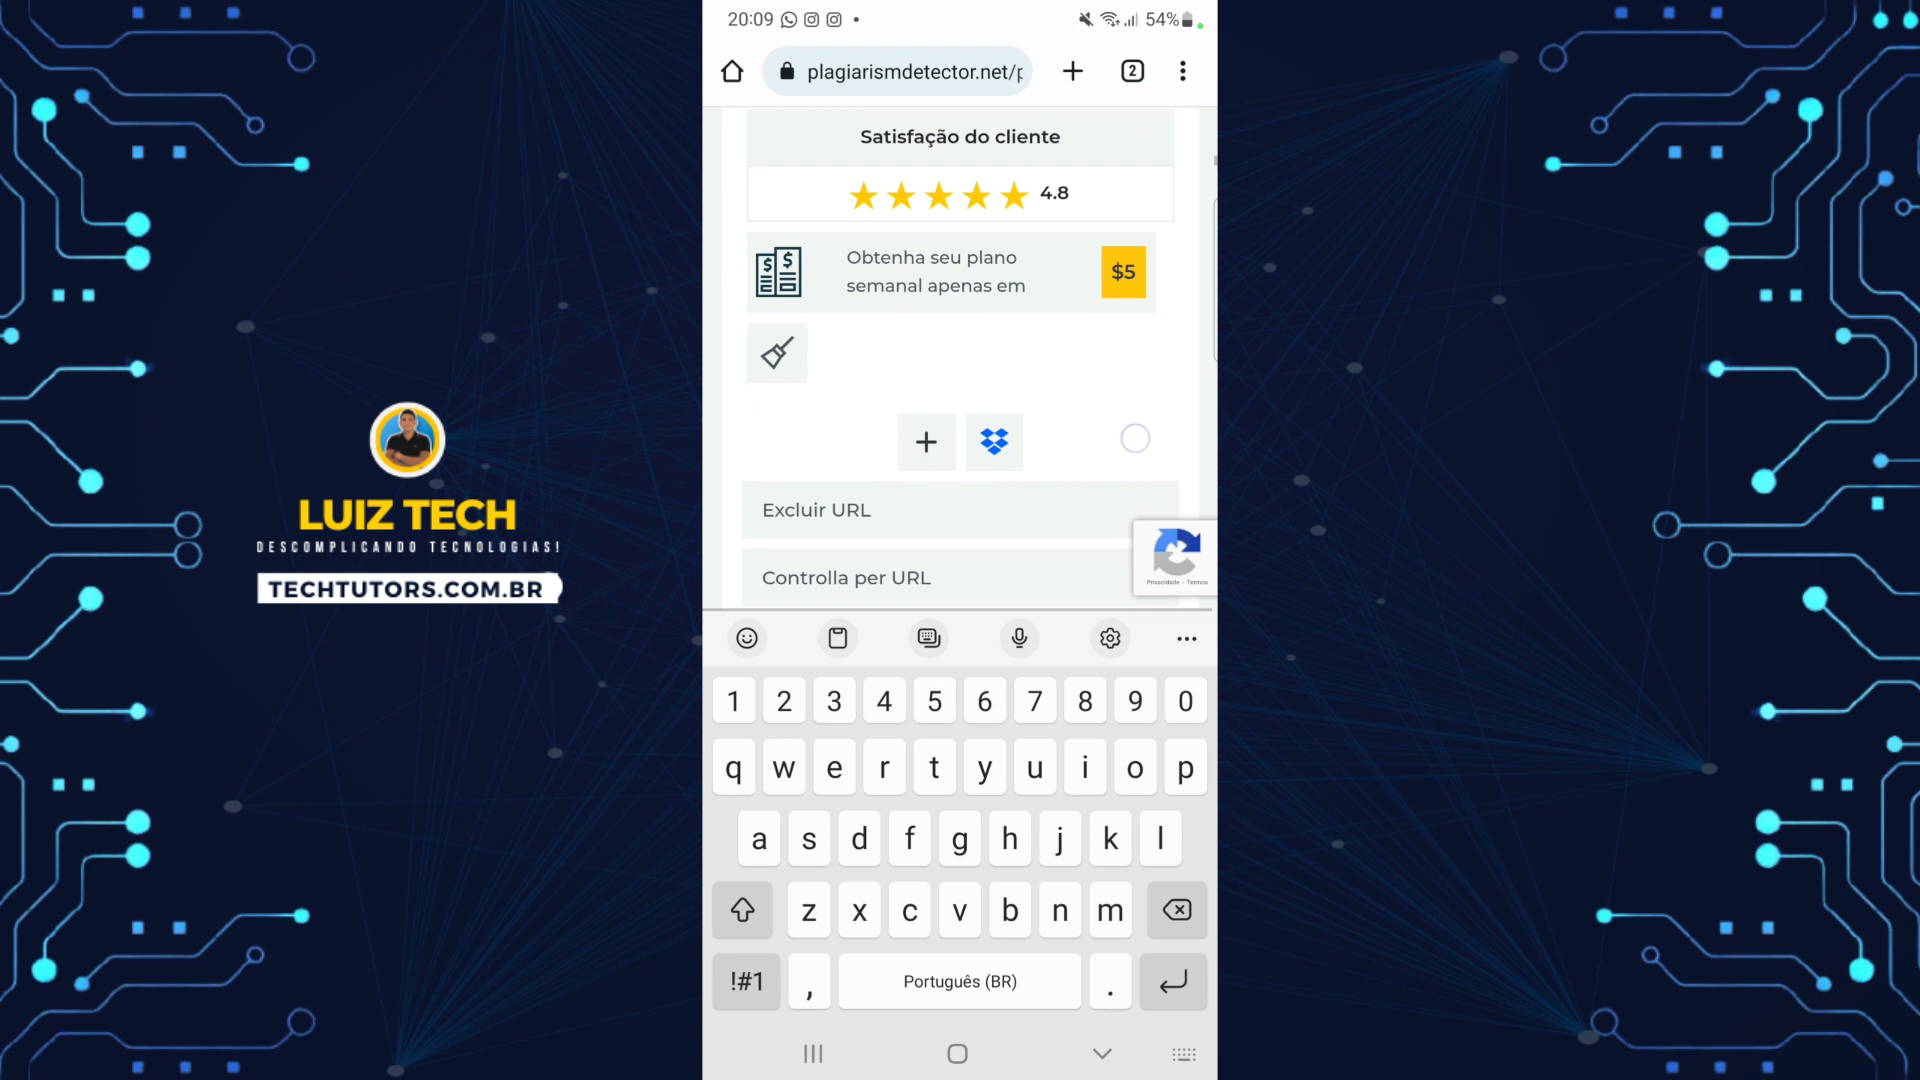 20:09
54%
plagiarismdetector.net/p
2
Satisfação do cliente
4.8
Obtenha seu plano
semanal apenas em
$5
Excluir URL
Controlla per URL
Privacidade - Termos
LUIZ TECH
DESCOMPLICANDO TECNOLOGIAS!
TECHTUTORS.COM.BR
1 2 3 4 5 6 7 8 9 0
q w e r t y u i o p
a s d f g h j k l
z x c v b n m
!#1 , Português (BR) .